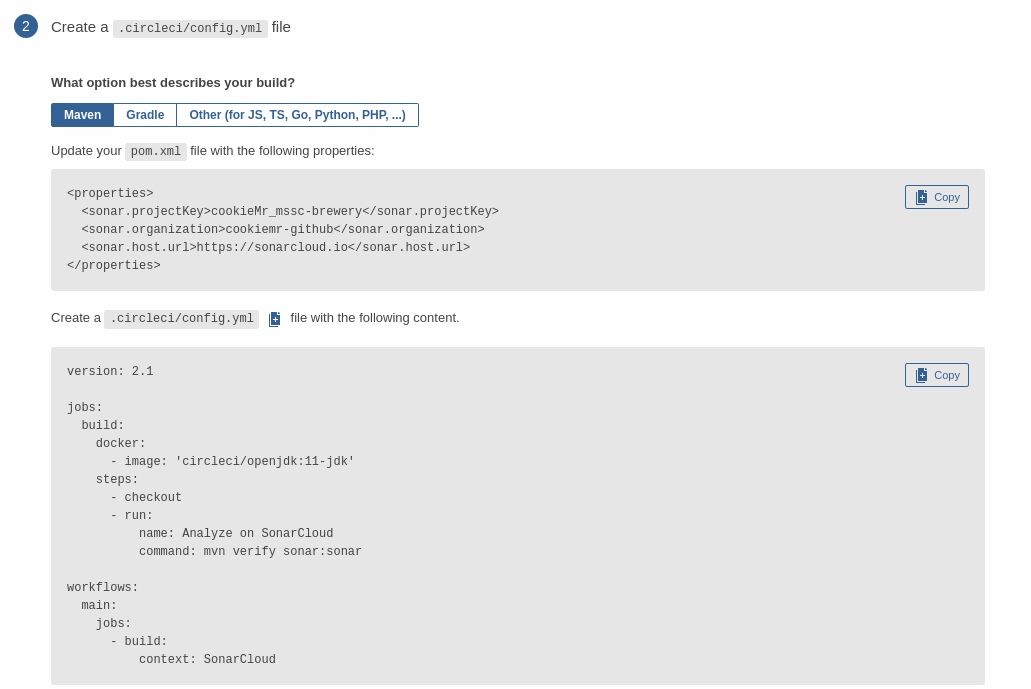 2 Create a .circleci/config.yml file
What option best describes your build?
Maven Gradle Other (for JS, TS, Go, Python, PHP, ...)
Update your pom.xml file with the following properties:
<properties>
  <sonar.projectKey>cookieMr_mssc-brewery</sonar.projectKey>
  <sonar.organization>cookiemr-github</sonar.organization>
  <sonar.host.url>https://sonarcloud.io</sonar.host.url>
</properties>
Copy
Create a .circleci/config.yml file with the following content.
version: 2.1
Copy
jobs:
  build:
    docker:
      - image: 'circleci/openjdk:11-jdk'
    steps:
      - checkout
      - run:
          name: Analyze on SonarCloud
          command: mvn verify sonar:sonar
workflows:
  main:
    jobs:
      - build:
          context: SonarCloud